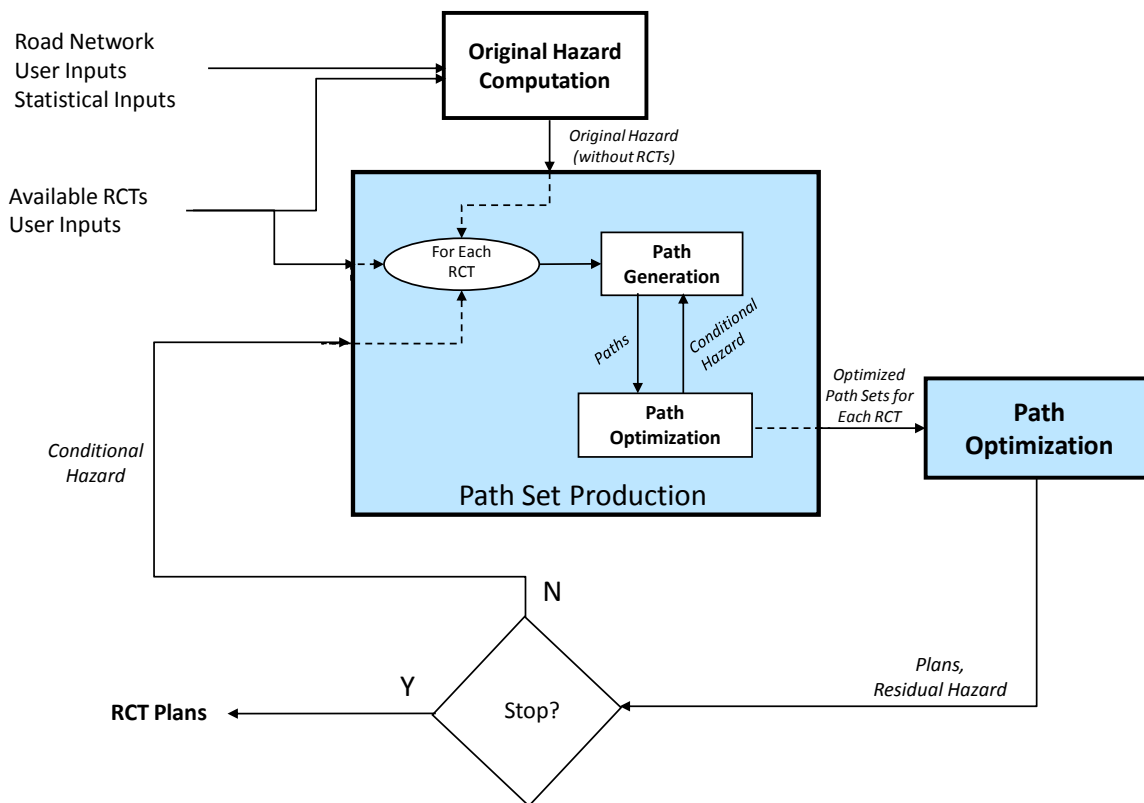 Road Network
User Inputs
Statistical Inputs
Original Hazard
Computation
Original Hazard
(without RCTs)
Available RCTs
User Inputs
For Each
RCT
Path
Generation
Paths
Conditional
Hazard
Path
Optimization
Path Set Production
Optimized
Path Sets for
Each RCT
Path
Optimization
Conditional
Hazard
N
Y
Stop?
Plans,
Residual Hazard
RCT Plans